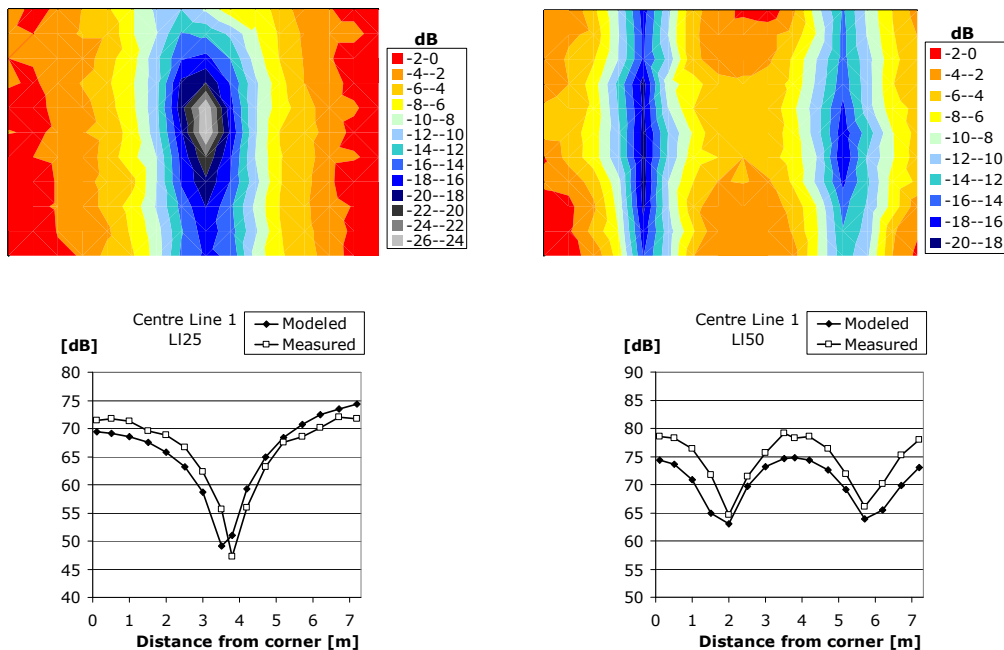 dB
-2-0
-4--2
-6--4
-8--6
-10--8
-12--10
-14--12
-16--14
-18--16
-20--18
-22--20
-24--22
-26--24
dB
-2-0
-4--2
-6--4
-8--6
-10--8
-12--10
-14--12
-16--14
-18--16
-20--18
Centre Line 1
LI25
Modeled
Measured
[dB]
80
75
70
65
60
55
50
45
40
0 1 2 3 4 5 6 7
Distance from corner [m]
Centre Line 1
LI50
Modeled
Measured
[dB]
90
85
80
75
70
65
60
55
50
0 1 2 3 4 5 6 7
Distance from corner [m]